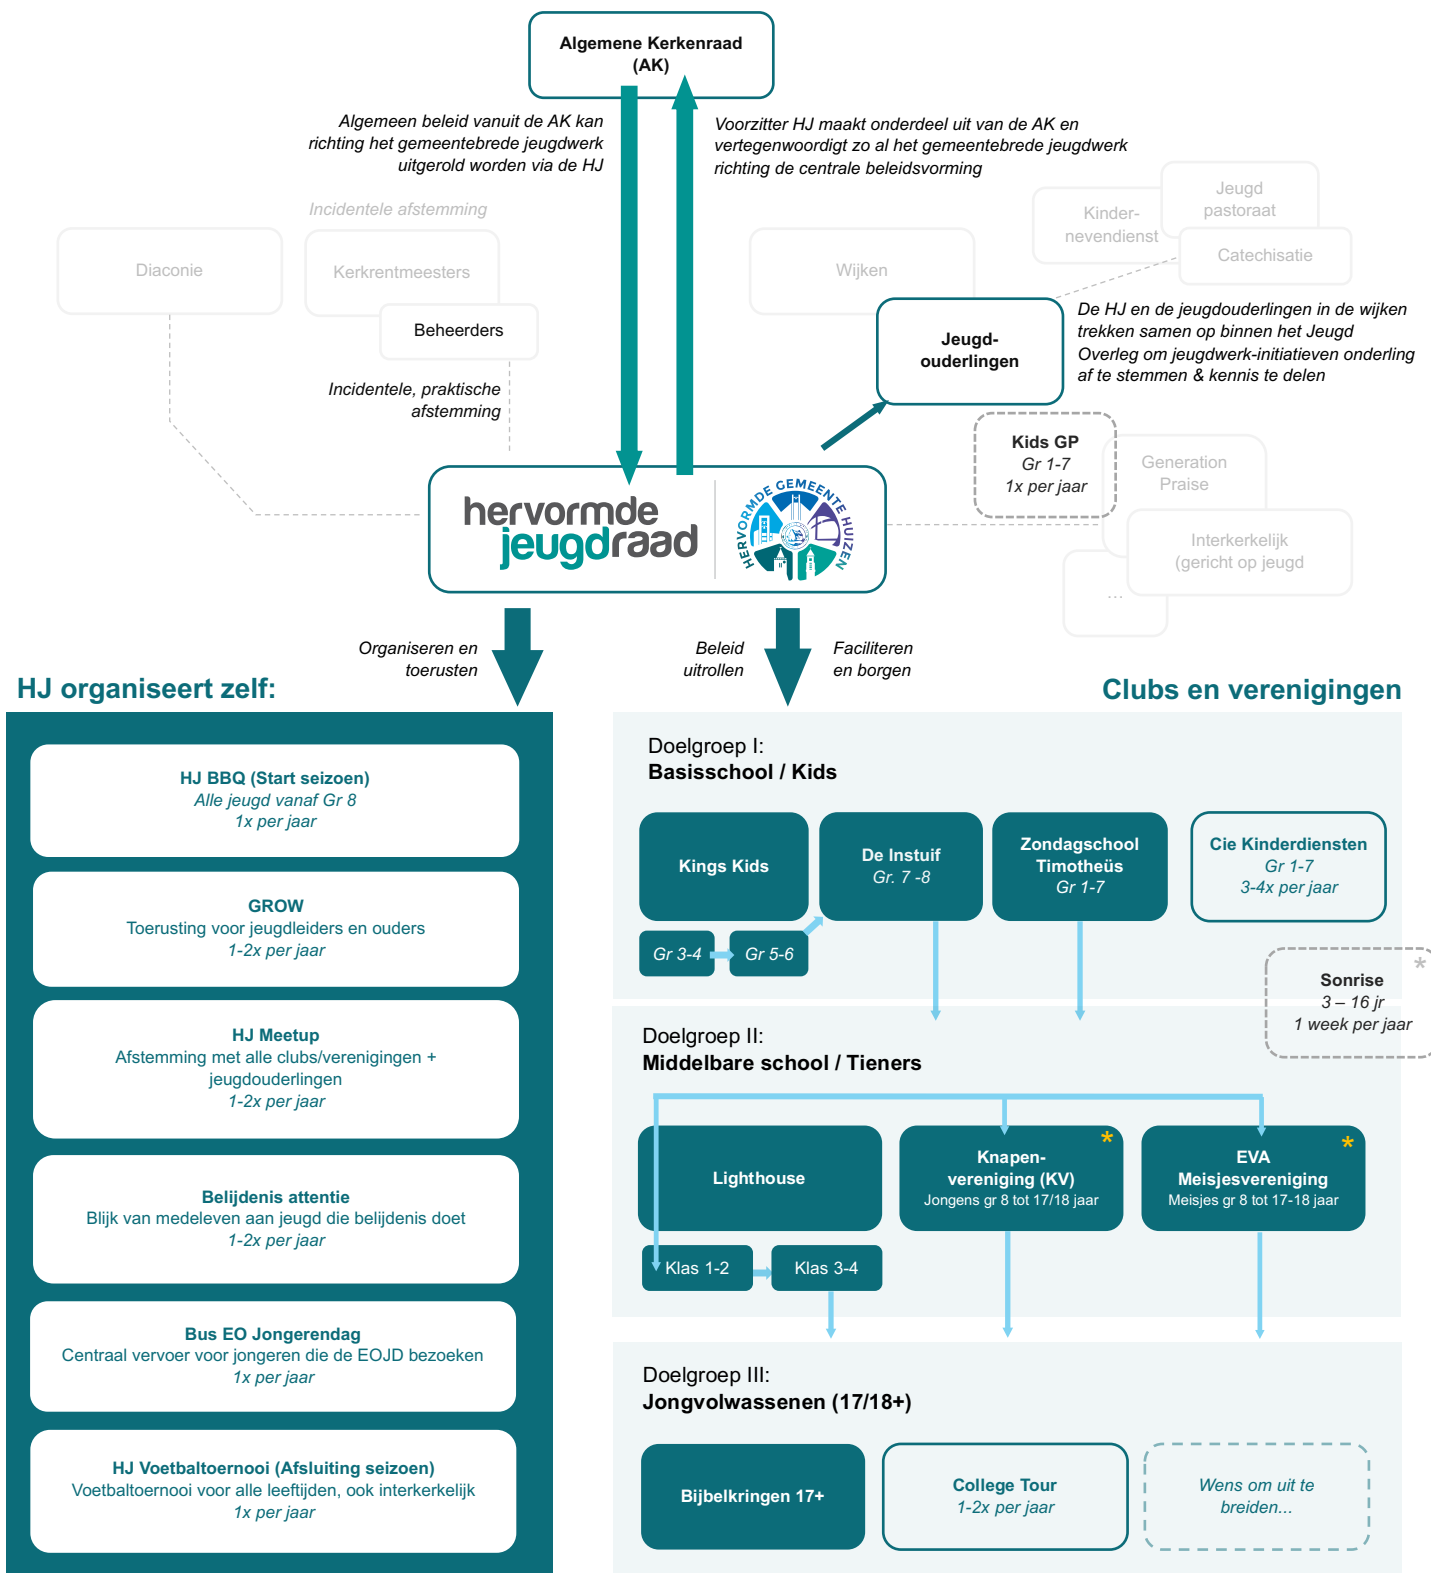 Algemene Kerkenraad
(AK)
Algemeen beleid vanuit de AK kan
richting het gemeentebrede jeugdwerk
uitgerold worden via de HJ
Voorzitter HJ maakt onderdeel uit van de AK en
vertegenwoordigt zo al het gemeentebrede jeugdwerk
richting de centrale beleidsvorming
Incidentele afstemming
Diaconie
Kerkrentmeesters
Beheerders
Incidentele, praktische
afstemming
Wijken
Kinder-
nevendienst
Jeugd
pastoraat
Catechisatie
Jeugd-
ouderlingen
De HJ en de jeugdouderlingen in de wijken
trekken samen op binnen het Jeugd
Overleg om jeugdwerk-initiatieven onderling
af te stemmen & kennis te delen
Kids GP
Gr 1-7
1x per jaar
Generation
Praise
Interkerkelijk
(gericht op jeugd
...
hervormde
jeugdraad
HERVORMDE GEMEENTE HUIZEN
Organiseren en
toerusten
Beleid
uitrollen
Faciliteren
en borgen
HJ organiseert zelf:
HJ BBQ (Start seizoen)
Alle jeugd vanaf Gr 8
1x per jaar
GROW
Toerusting voor jeugdleiders en ouders
1-2x per jaar
HJ Meetup
Afstemming met alle clubs/verenigingen +
jeugdouderlingen
1-2x per jaar
Belijdenis attentie
Blijk van medeleven aan jeugd die belijdenis doet
1-2x per jaar
Bus EO Jongerendag
Centraal vervoer voor jongeren die de EOJD bezoeken
1x per jaar
HJ Voetbaltoernooi (Afsluiting seizoen)
Voetbaltoernooi voor alle leeftijden, ook interkerkelijk
1x per jaar
Clubs en verenigingen
Doelgroep I:
Basisschool / Kids
Kings Kids
Gr 3-4
Gr 5-6
De Instuif
Gr. 7 -8
Zondagschool
Timotheüs
Gr 1-7
Cie Kinderdiensten
Gr 1-7
3-4x per jaar
*
Sonrise
3 – 16 jr
1 week per jaar
Doelgroep II:
Middelbare school / Tieners
Lighthouse
Klas 1-2
Klas 3-4
*
Knapen-
vereniging (KV)
Jongens gr 8 tot 17/18 jaar
*
EVA
Meisjesvereniging
Meisjes gr 8 tot 17-18 jaar
Doelgroep III:
Jongvolwassenen (17/18+)
Bijbelkringen 17+
College Tour
1-2x per jaar
Wens om uit te
breiden...